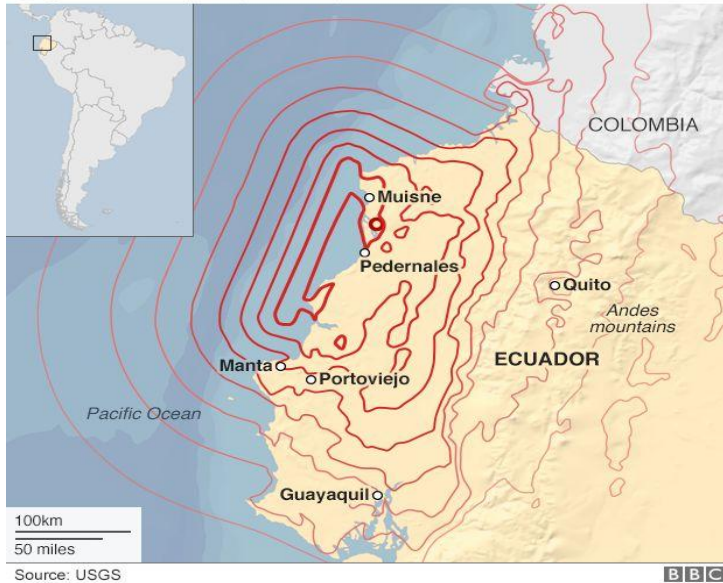 COLOMBIA
Muisne
Pedernales
Quito
Andes
mountains
ECUADOR
Manta
Portoviejo
Pacific Ocean
Guayaquil
100km
50 miles
Source: USGS
BBC